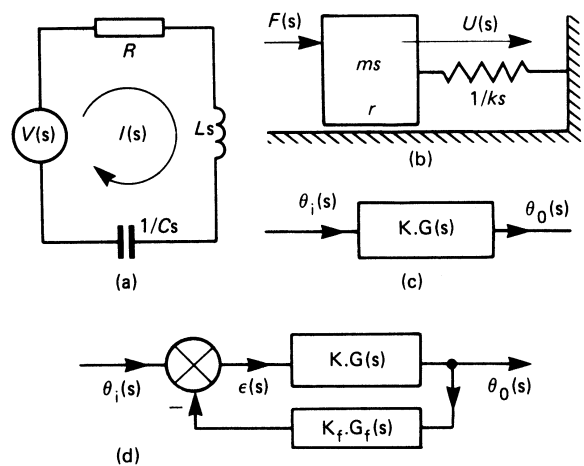 R
V(s)
I(s)
Ls
1/Cs
(a)
F(s)
U(s)
ms
r
1/ks
(b)
θi(s)
K.G(s)
θ0(s)
(c)
θi(s)
−
ϵ(s)
K.G(s)
θ0(s)
Kf.Gf(s)
(d)